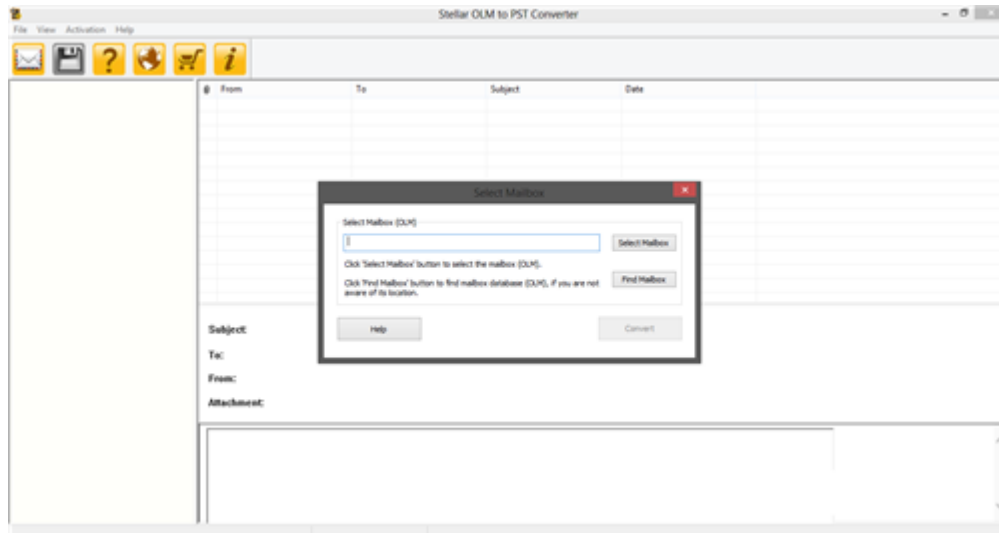 Stellar OLM to PST Converter
File View Activation Help
From To Subject Date
Select Mailbox
Select Mailbox (OLM)
Select Mailbox
Click 'Select Mailbox' button to select the mailbox (OLM).
Click 'Find Mailbox' button to find mailbox database (OLM), if you are not
aware of its location.
Find Mailbox
Help Convert
Subject:
To:
From:
Attachment: